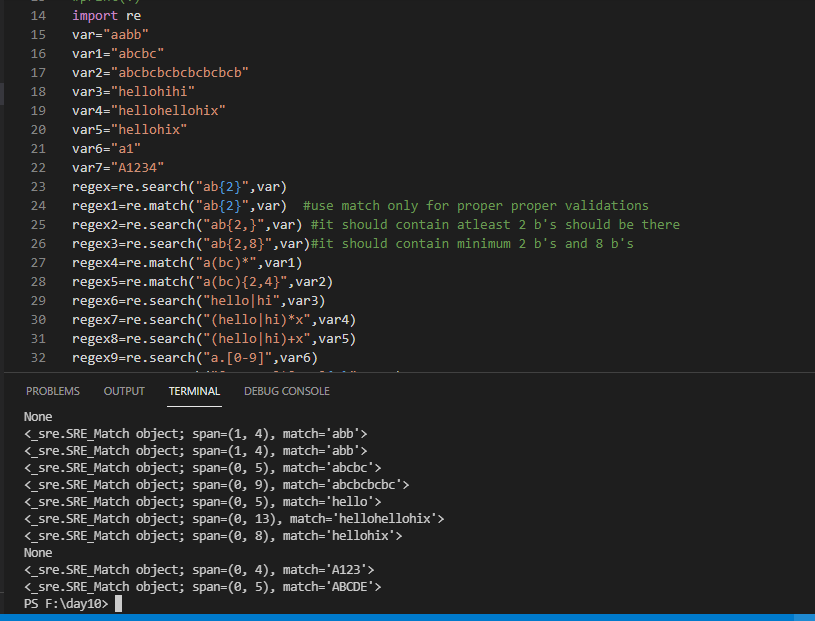 14 import re
15 var="aabb"
16 var1="abcbc"
17 var2="abcbcbcbcbcbcbcb"
18 var3="hellohihi"
19 var4="hellohellohix"
20 var5="hellohix"
21 var6="a1"
22 var7="A1234"
23 regex=re.search("ab{2}",var)
24 regex1=re.match("ab{2}",var)  #use match only for proper proper validations
25 regex2=re.search("ab{2,}",var) #it should contain atleast 2 b's should be there
26 regex3=re.search("ab{2,8}",var)#it should contain minimum 2 b's and 8 b's
27 regex4=re.match("a(bc)*",var1)
28 regex5=re.match("a(bc){2,4}",var2)
29 regex6=re.search("hello|hi",var3)
30 regex7=re.search("(hello|hi)*x",var4)
31 regex8=re.search("(hello|hi)+x",var5)
32 regex9=re.search("a.[0-9]",var6)
PROBLEMS OUTPUT TERMINAL DEBUG CONSOLE
None
<_sre.SRE_Match object; span=(1, 4), match='abb'>
<_sre.SRE_Match object; span=(1, 4), match='abb'>
<_sre.SRE_Match object; span=(0, 5), match='abcbc'>
<_sre.SRE_Match object; span=(0, 9), match='abcbcbcbc'>
<_sre.SRE_Match object; span=(0, 5), match='hello'>
<_sre.SRE_Match object; span=(0, 13), match='hellohellohix'>
<_sre.SRE_Match object; span=(0, 8), match='hellohix'>
None
<_sre.SRE_Match object; span=(0, 4), match='A123'>
<_sre.SRE_Match object; span=(0, 5), match='ABCDE'>
PS F:\day10>